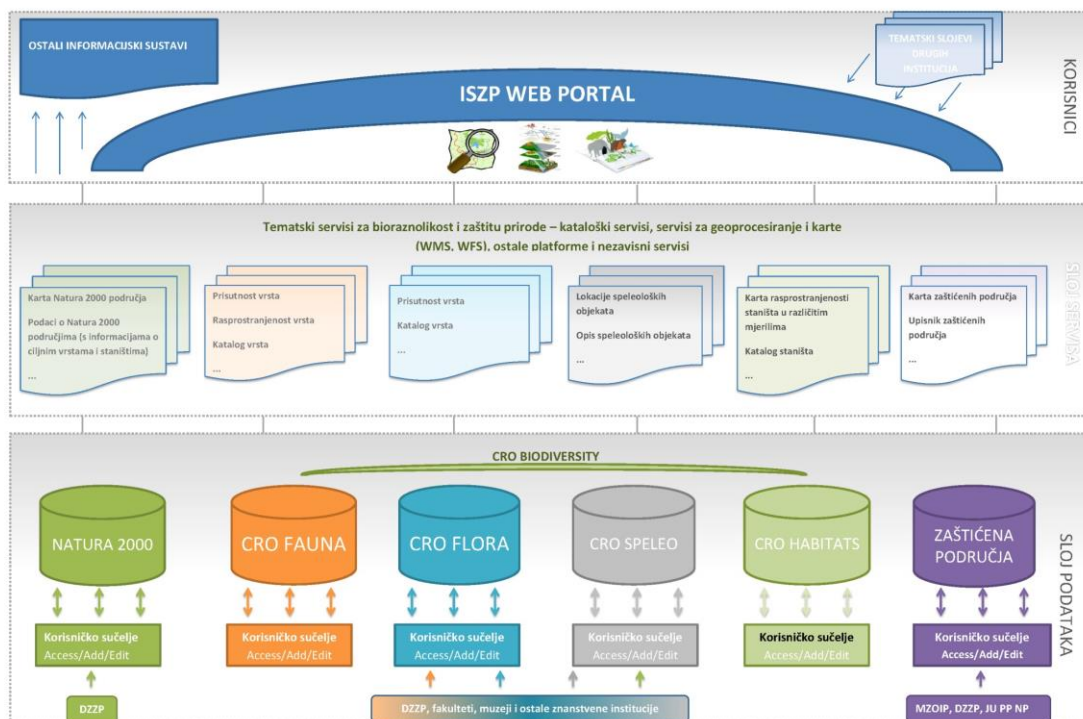 OSTALI INFORMACIJSKI SUSTAVI
TEMATSKI SLOJEVI
DRUGIH
INSTITUCIJA
ISZP WEB PORTAL
KORISNICI
Tematski servisi za bioraznolikost i zaštitu prirode – kataloški servisi, servisi za geoprocesiranje i karte
(WMS, WFS), ostale platforme i nezavisni servisi
Karta Natura 2000 područja
Podaci o Natura 2000
područjima (s informacijama o
ciljnim vrstama i staništima)
...
Prisutnost vrsta
Rasprostranjenost vrsta
Katalog vrsta
...
Prisutnost vrsta
Katalog vrsta
...
Lokacije speleoloških
objekata
Opis speleoloških objekata
...
Karta rasprostranjenosti
staništa u različitim
mjerilima
Katalog staništa
...
Karta zaštićenih područja
Upisnik zaštićenih
područja
...
SLOJ SERVISA
CRO BIODIVERSITY
NATURA 2000
CRO FAUNA
CRO FLORA
CRO SPELEO
CRO HABITATS
ZAŠTIĆENA
PODRUČJA
SLOJ PODATAKA
Korisničko sučelje
Access/Add/Edit
Korisničko sučelje
Access/Add/Edit
Korisničko sučelje
Access/Add/Edit
Korisničko sučelje
Access/Add/Edit
Korisničko sučelje
Access/Add/Edit
Korisničko sučelje
Access/Add/Edit
DZZP
DZZP, fakulteti, muzeji i ostale znanstvene institucije
MZOIP, DZZP, JU PP NP